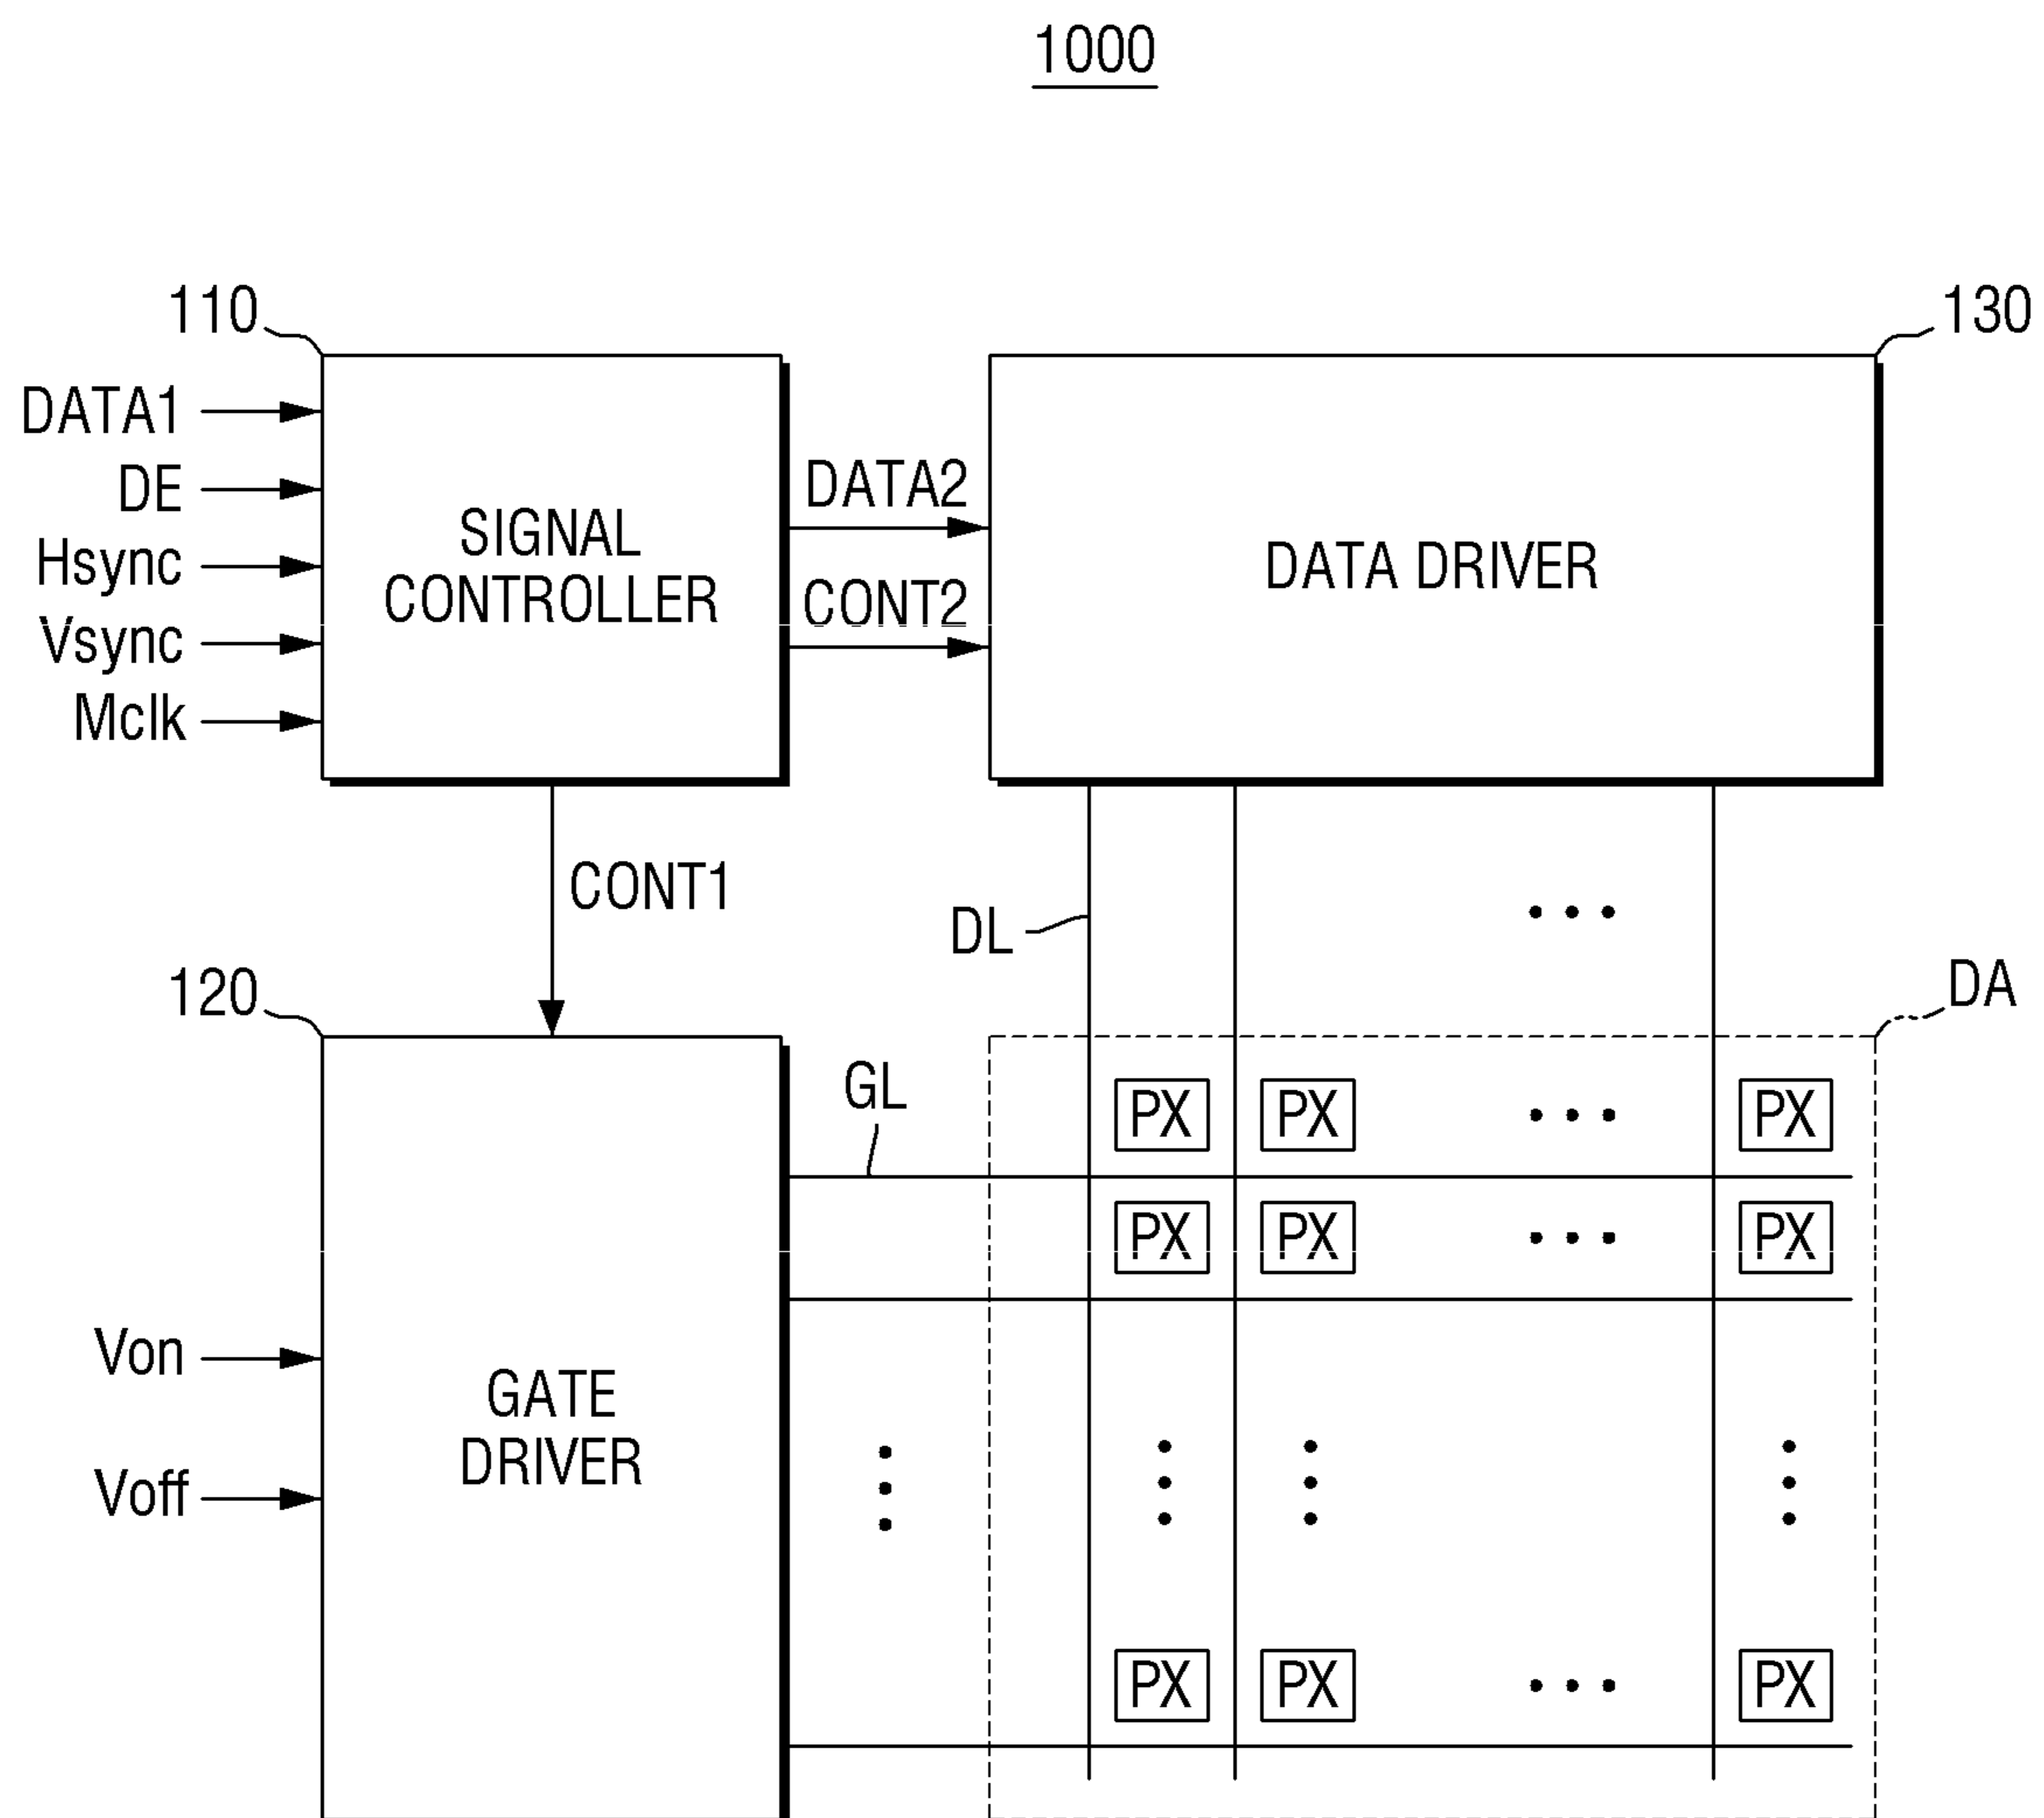 1000
110
130
DATA1
DE
Hsync
Vsync
Mclk
SIGNAL
CONTROLLER
DATA2
CONT2
DATA DRIVER
CONT1
DL
DA
120
GL
PX PX PX
PX PX PX
Von
Voff
GATE
DRIVER
PX PX PX